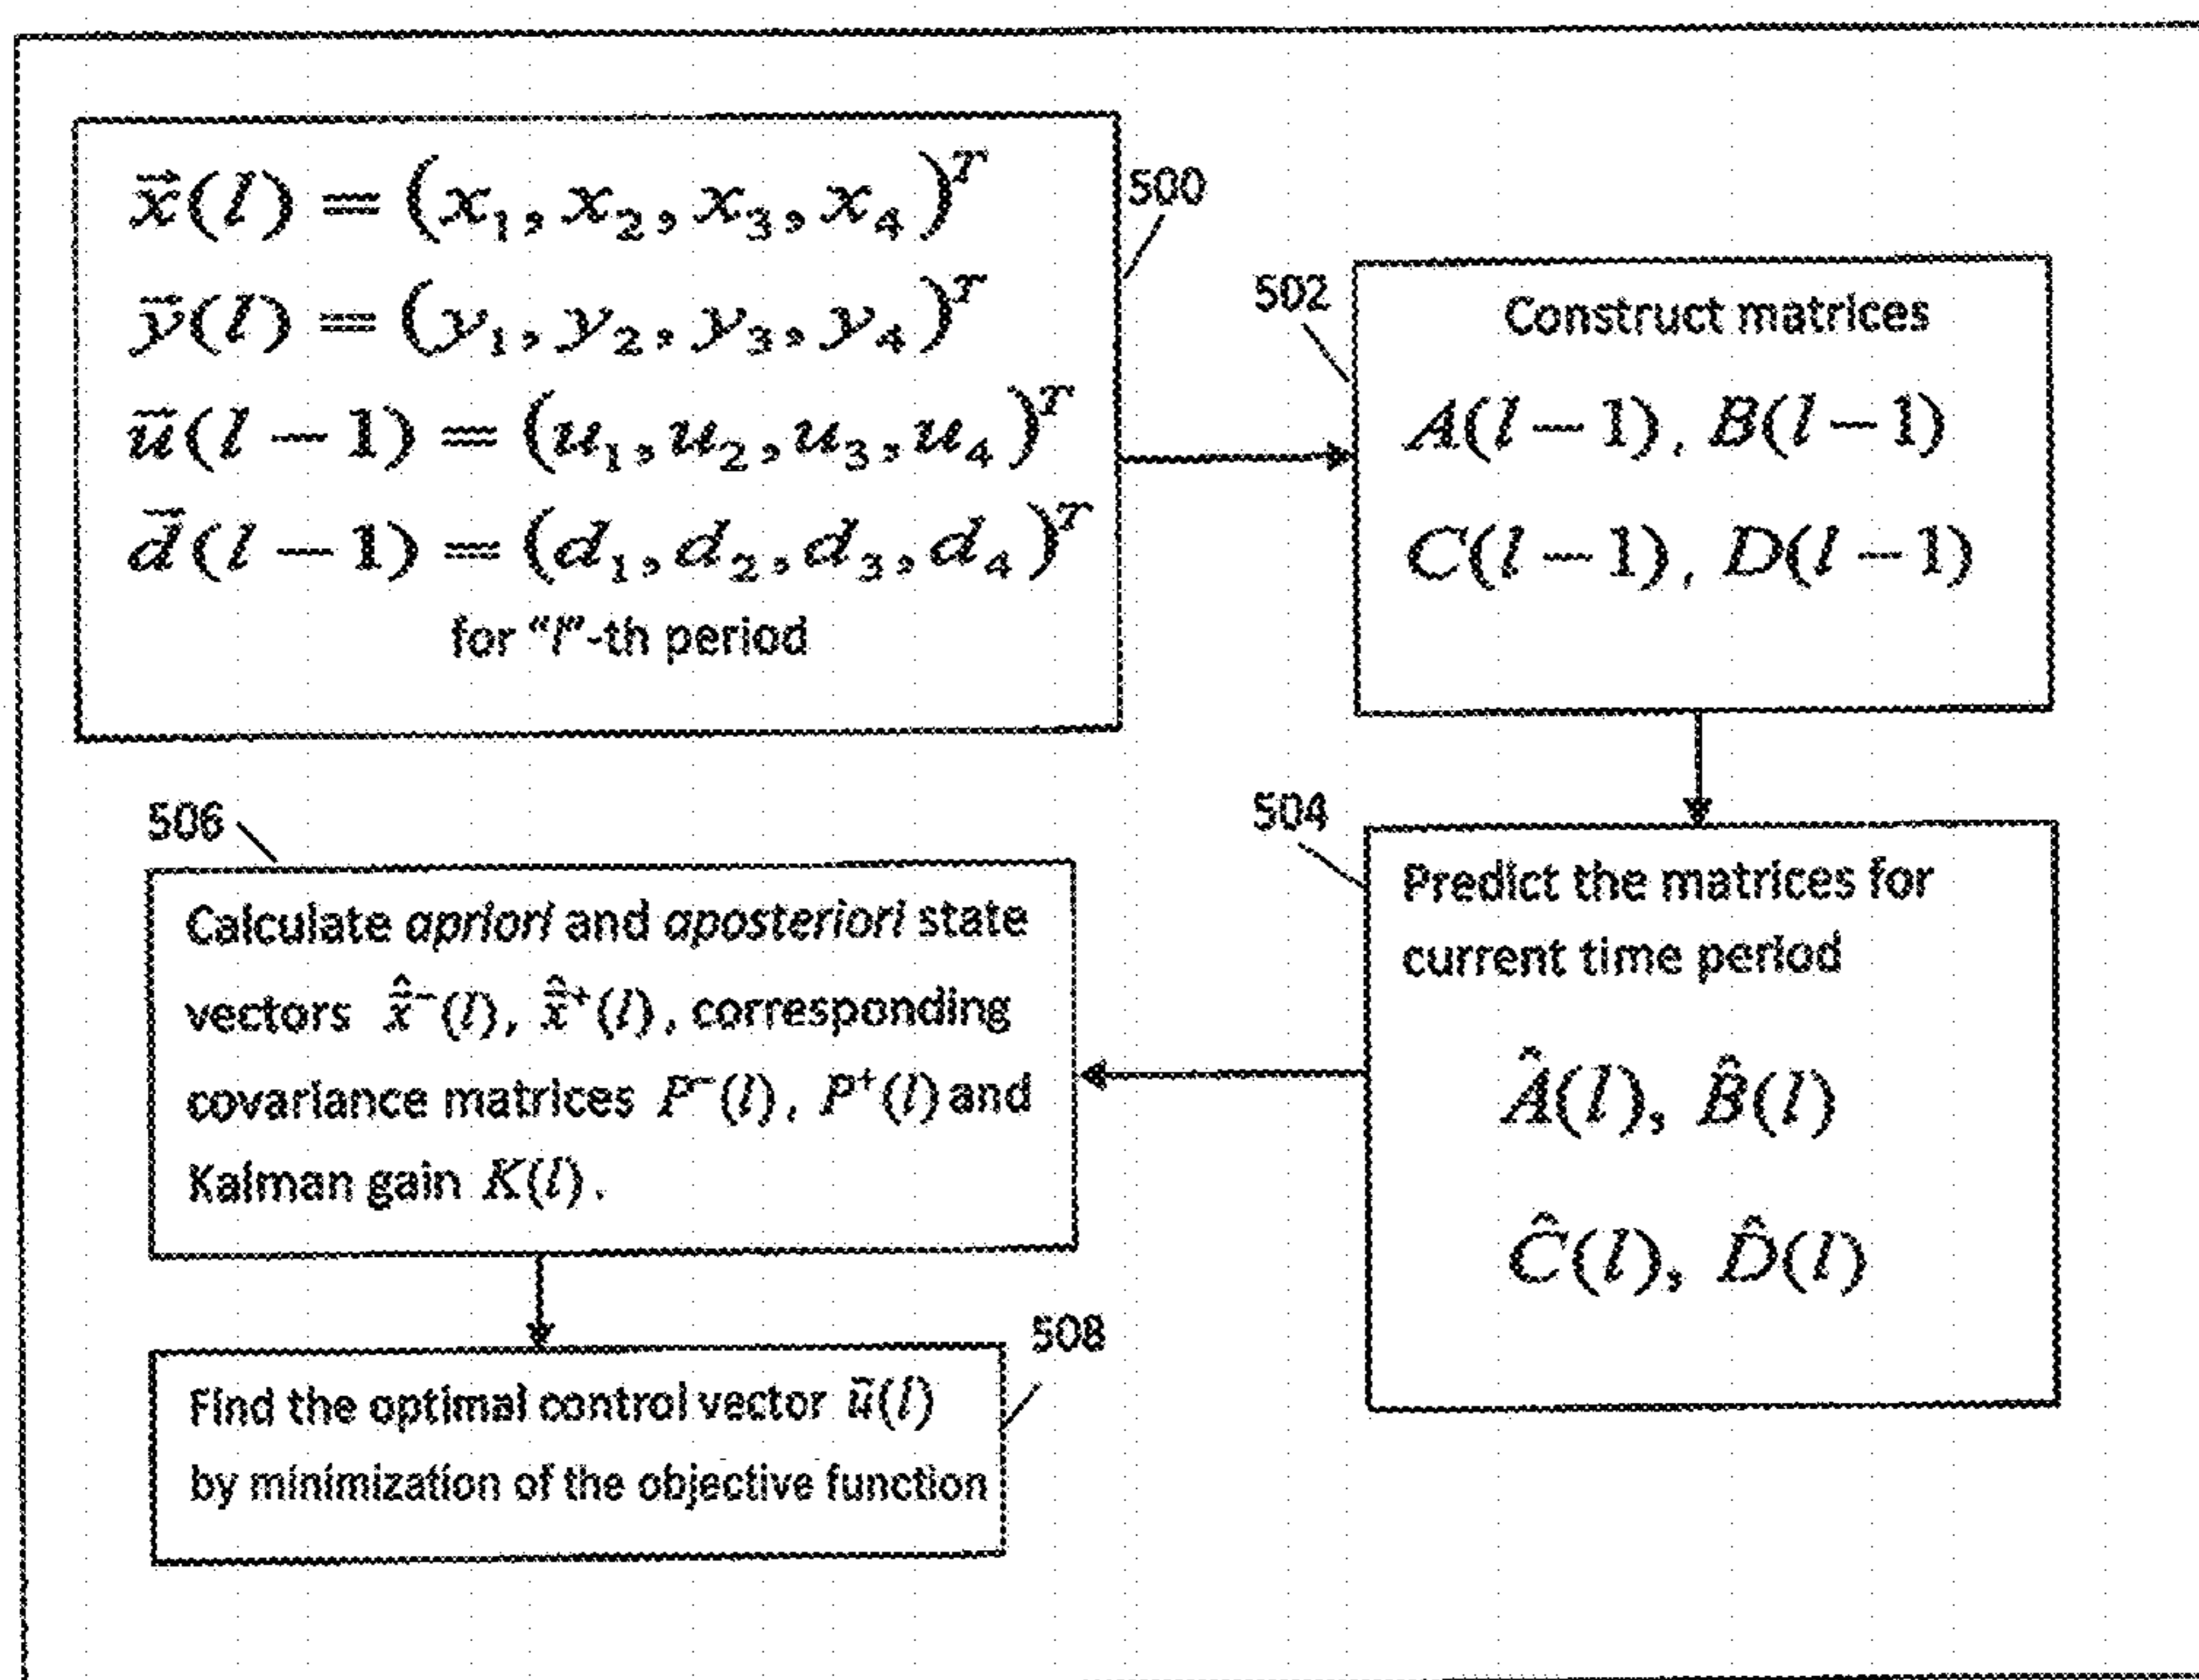 x⃗(l) = (x₁, x₂, x₃, x₄)ᵀ
y⃗(l) = (y₁, y₂, y₃, y₄)ᵀ
u⃗(l − 1) = (u₁, u₂, u₃, u₄)ᵀ
d⃗(l − 1) = (d₁, d₂, d₃, d₄)ᵀ
for "l"-th period
500
502
Construct matrices
A(l − 1), B(l − 1)
C(l − 1), D(l − 1)
504
Predict the matrices for
current time period
Â(l), B̂(l)
Ĉ(l), D̂(l)
506
Calculate apriori and aposteriori state
vectors x̂⃗⁻(l), x̂⃗⁺(l), corresponding
covariance matrices P⁻(l), P⁺(l) and
Kalman gain K(l).
508
Find the optimal control vector u⃗(l)
by minimization of the objective function